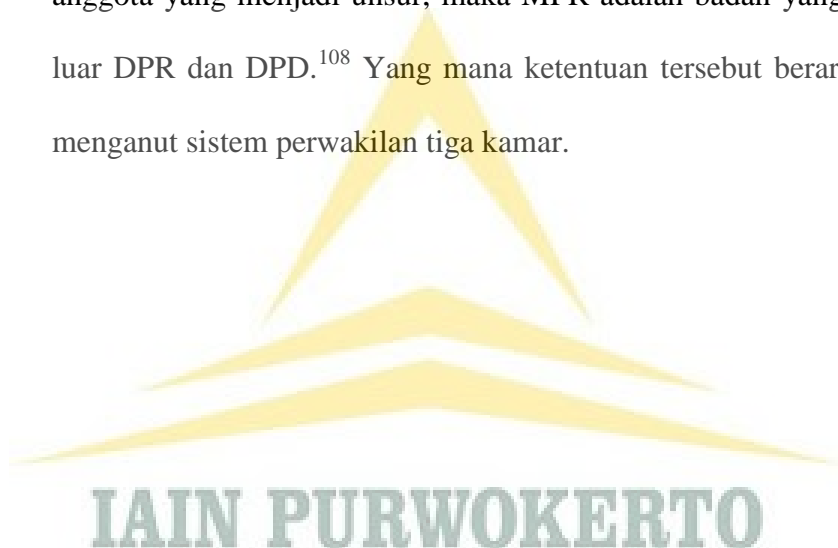 anggota yang menjadi unsur, maka MPR adalah badan yang
luar DPR dan DPD.108 Yang mana ketentuan tersebut berar
menganut sistem perwakilan tiga kamar.
IAIN PURWOKERTO